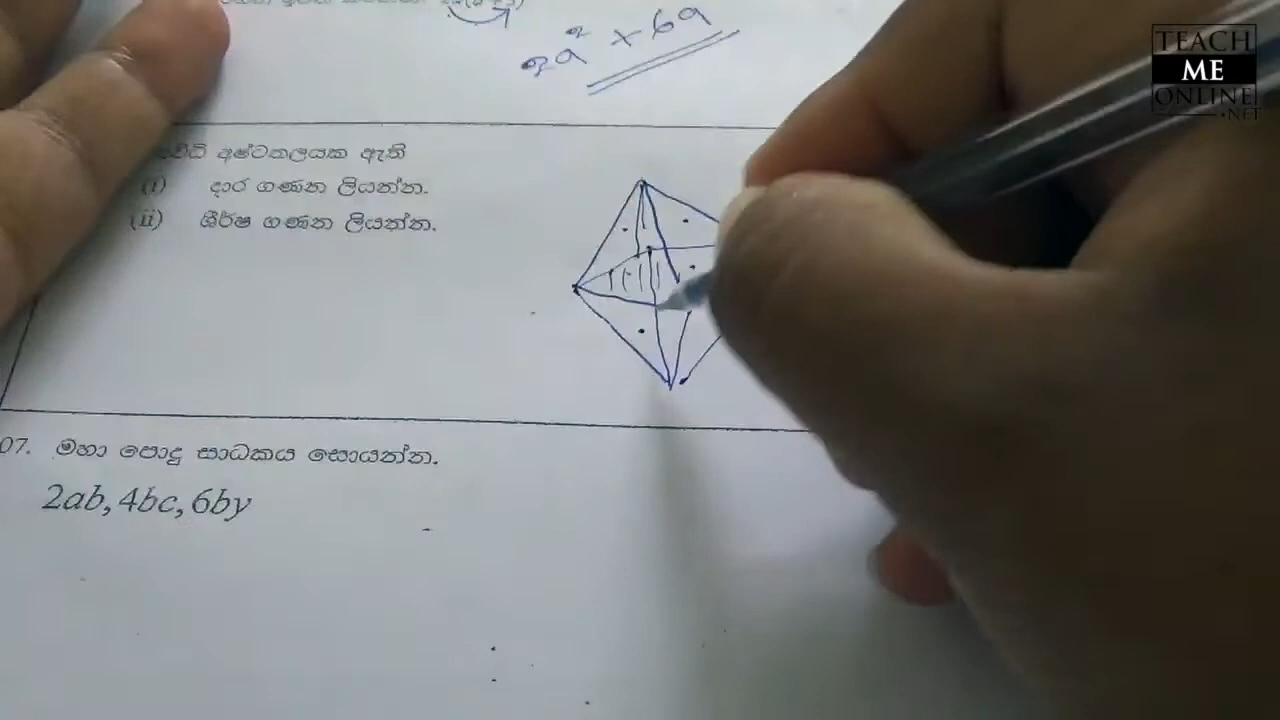 TEACH
ME
ONLINE
.NET
2a² × 6a
අෂ්ටතලයක ඇති
(i) දාර ගණන ලියන්න.
(ii) ශීර්ෂ ගණන ලියන්න.
07. මහා පොදු සාධකය සොයන්න.
2ab, 4bc, 6by